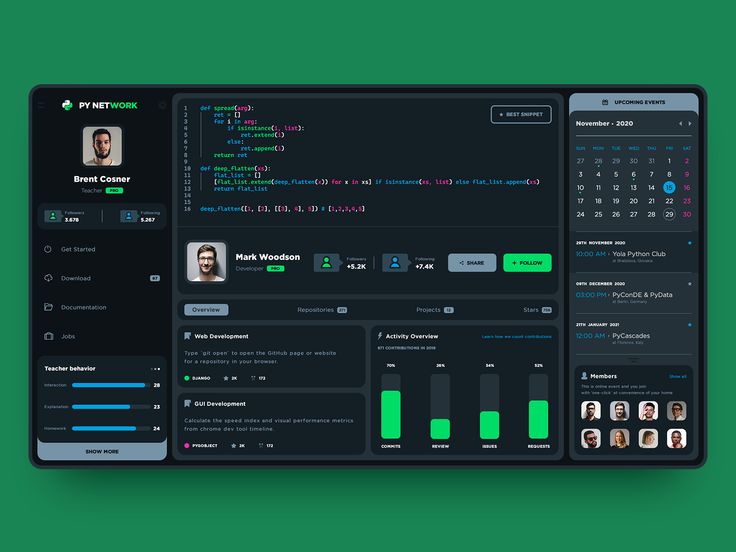 PY NETWORK
Brent Cosner
Teacher PRO
Followers
3.678
Following
5.267
Get Started
Download 67
Documentation
Jobs
Teacher behavior
Interaction 28
Explanation 23
Homework 24
SHOW MORE
1 def spread(arg):
2 ret = []
3 for i in arg:
4 if isinstance(i, list):
5 ret.extend(i)
6 else:
7 ret.append(i)
8 return ret
9
10 def deep_flatten(xs):
11 flat_list = []
12 [flat_list.extend(deep_flatten(x)) for x in xs] if isinstance(xs, list) else flat_list.append(xs)
13 return flat_list
14
15
16 deep_flatten([1, [2], [[3], 4], 5]) # [1,2,3,4,5]
BEST SNIPPET
Mark Woodson
Developer PRO
Followers
+5.2K
Following
+7.4K
SHARE
FOLLOW
Overview
Repositories 271
Projects 13
Stars
Web Development
Type `git open` to open the GitHub page or website
for a repository in your browser.
DJANGO 2K 172
GUI Development
Calculate the speed index and visual performance metrics
from chrome dev tool timeline.
PYGOBJECT 2K 172
Activity Overview
Learn how we count contributions
871 CONTRIBUTIONS IN 2019
70% 26% 34% 52%
COMMITS REVIEW ISSUES REQUESTS
UPCOMING EVENTS
November • 2020
SUN MON TUE WED THU FRI SAT
27 28 29 30 31 1 2
3 4 5 6 7 8 9
10 11 12 13 14 15 16
17 18 19 20 21 22 23
24 25 26 27 28 29 30
29TH NOVEMBER 2020
10:00 AM • Yola Python Club
at Bratislava, Slovakia
09TH DECEMBER 2020
03:00 PM • PyConDE & PyData
at Berlin, Germany
21TH JANUARY 2021
12:00 AM • PyCascades
at Florence, Italy
Members
Show all
This is online event and you join
with 'one-click' at convenience of your home